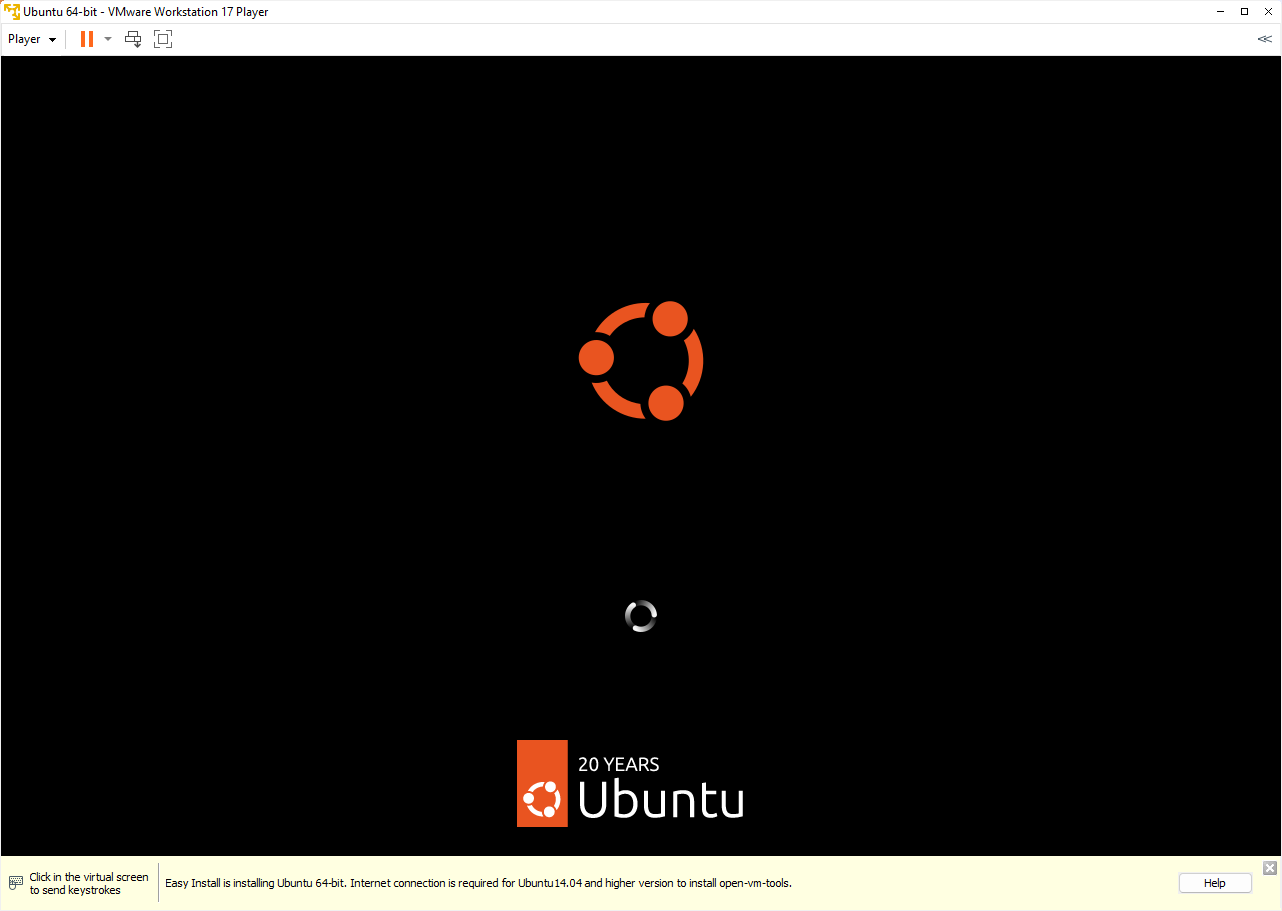 Ubuntu 64-bit - VMware Workstation 17 Player
Player
20 YEARS
Ubuntu
Click in the virtual screen
to send keystrokes
Easy Install is installing Ubuntu 64-bit. Internet connection is required for Ubuntu14.04 and higher version to install open-vm-tools.
Help